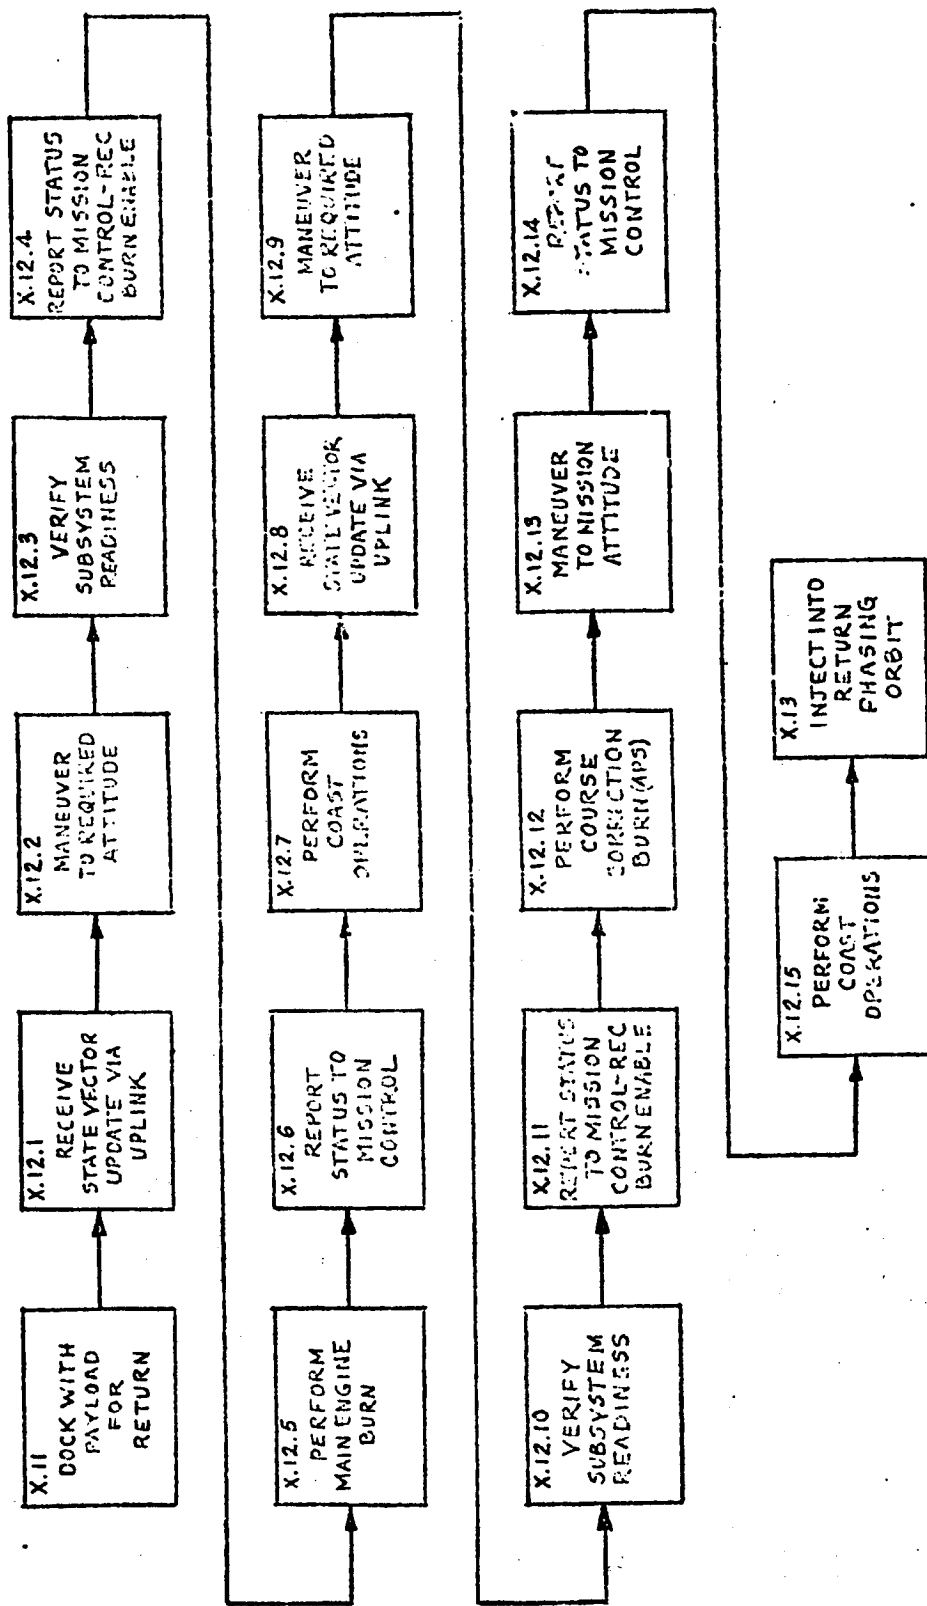 X.11
DOCK WITH
PAYLOAD
FOR
RETURN
X.12.1
RECEIVE
STATE VECTOR
UPDATE VIA
UPLINK
X.12.2
MANEUVER
TO REQUIRED
ATTITUDE
X.12.3
VERIFY
SUBSYSTEM
READINESS
X.12.4
REPORT STATUS
TO MISSION
CONTROL-REC
BURN ENABLE
X.12.5
PERFORM
MAIN ENGINE
BURN
X.12.6
REPORT
STATUS TO
MISSION
CONTROL
X.12.7
PERFORM
COAST
OPERATIONS
X.12.8
RECEIVE
STATE VECTOR
UPDATE VIA
UPLINK
X.12.9
MANEUVER
TO REQUIRED
ATTITUDE
X.12.10
VERIFY
SUBSYSTEM
READINESS
X.12.11
REPORT STATUS
TO MISSION
CONTROL-REC
BURN ENABLE
X.12.12
PERFORM
COURSE
CORRECTION
BURN (APS)
X.12.13
MANEUVER
TO MISSION
ATTITUDE
X.12.14
REPORT
STATUS TO
MISSION
CONTROL
X.12.15
PERFORM
COAST
OPERATIONS
X.13
INJECT INTO
RETURN
PHASING
ORBIT